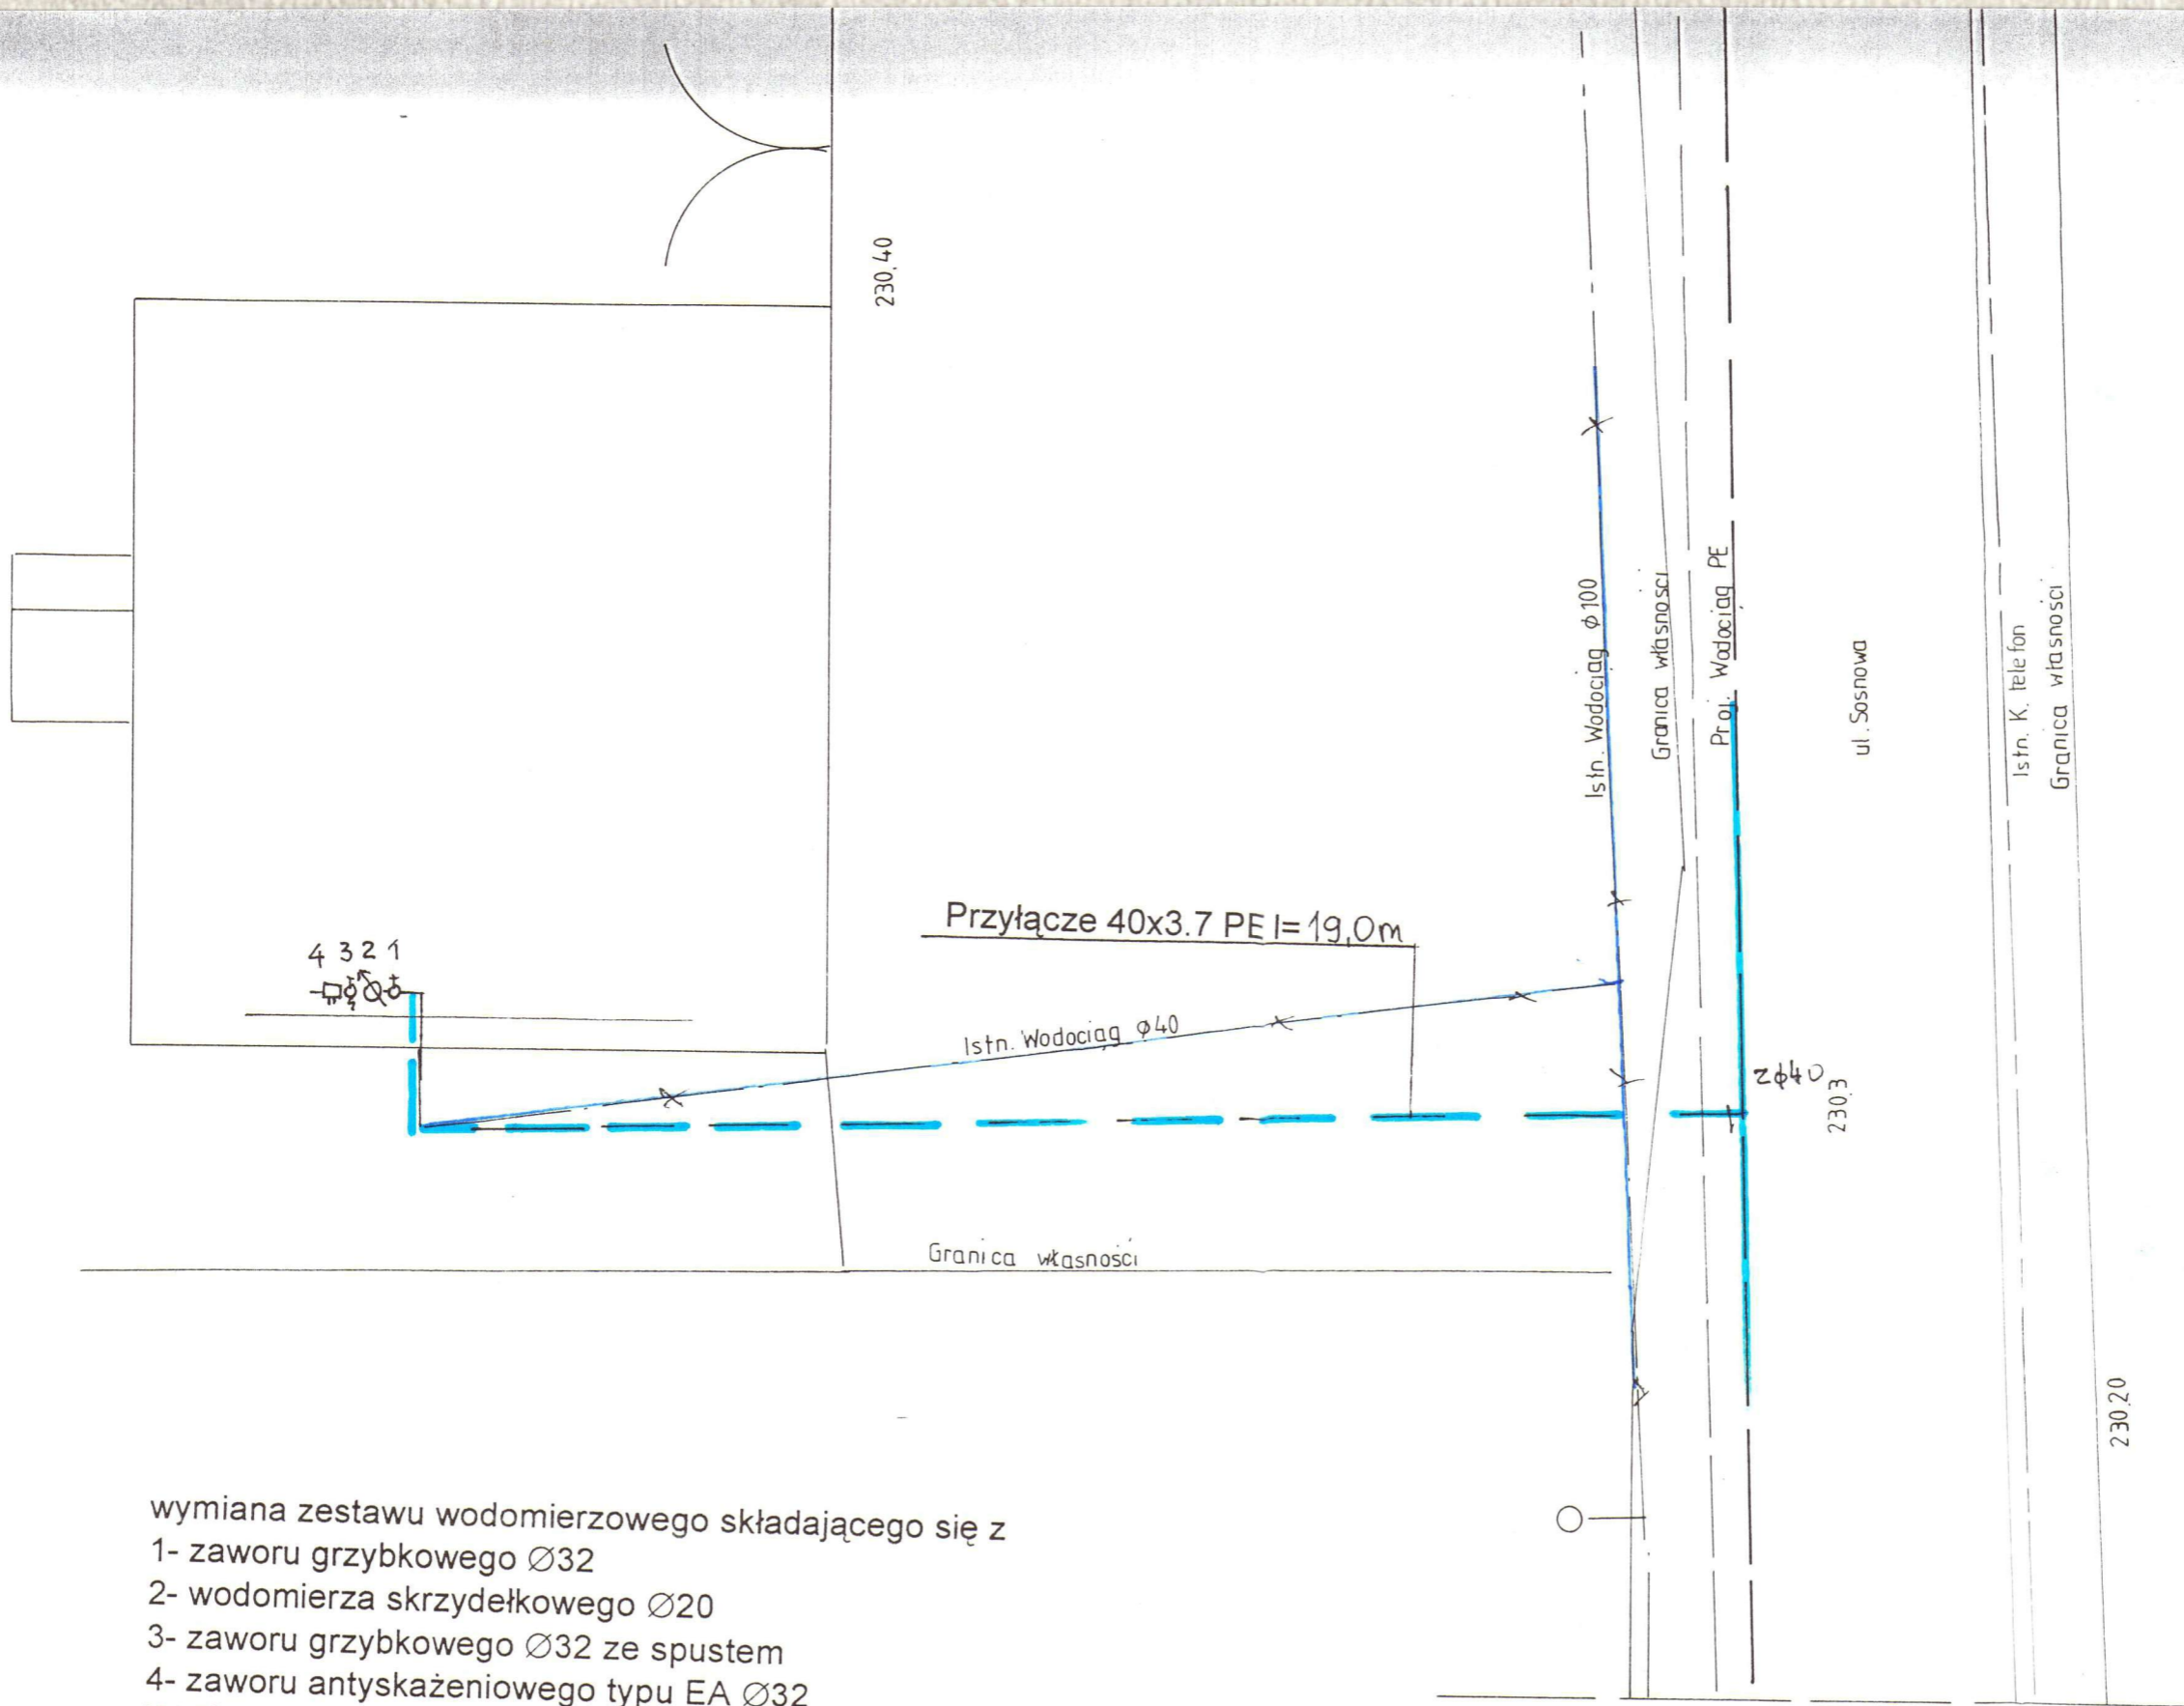 230,40
Istn. Wodociąg ϕ100
Granica własności
Proj. Wodociąg PE
ul. Sosnowa
Istn. K. telefon
Granica własności
Przyłącze 40x3.7 PE l= 19,0m
4 3 2 1
Istn. Wodociąg ϕ40
zϕ40
230,3
Granica własności
230,20
wymiana zestawu wodomierzowego składającego się z
1- zaworu grzybkowego ∅32
2- wodomierza skrzydełkowego ∅20
3- zaworu grzybkowego ∅32 ze spustem
4- zaworu antyskażeniowego typu EA ∅32